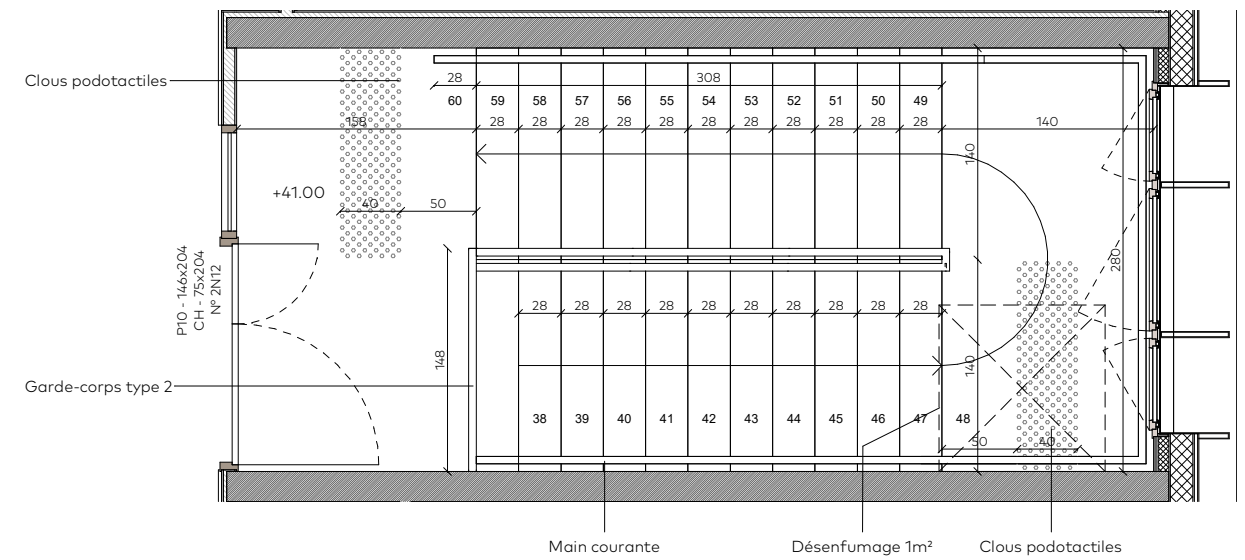 Clous podotactiles
28
308
60 59 58 57 56 55 54 53 52 51 50 49
158
28 28 28 28 28 28 28 28 28 28 28
140
140
+41.00
40
50
280
P10 - 146x204
CH - 75x204
N° 2N12
28 28 28 28 28 28 28 28 28 28
148
140
Garde-corps type 2
38 39 40 41 42 43 44 45 46 47 48
50
40
Main courante
Désenfumage 1m²
Clous podotactiles